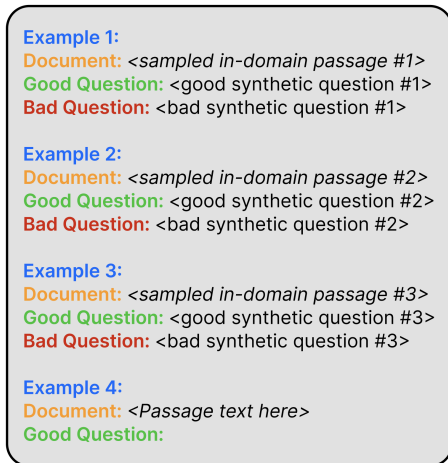 Example 1:
Document: <sampled in-domain passage #1>
Good Question: <good synthetic question #1>
Bad Question: <bad synthetic question #1>
Example 2:
Document: <sampled in-domain passage #2>
Good Question: <good synthetic question #2>
Bad Question: <bad synthetic question #2>
Example 3:
Document: <sampled in-domain passage #3>
Good Question: <good synthetic question #3>
Bad Question: <bad synthetic question #3>
Example 4:
Document: <Passage text here>
Good Question: